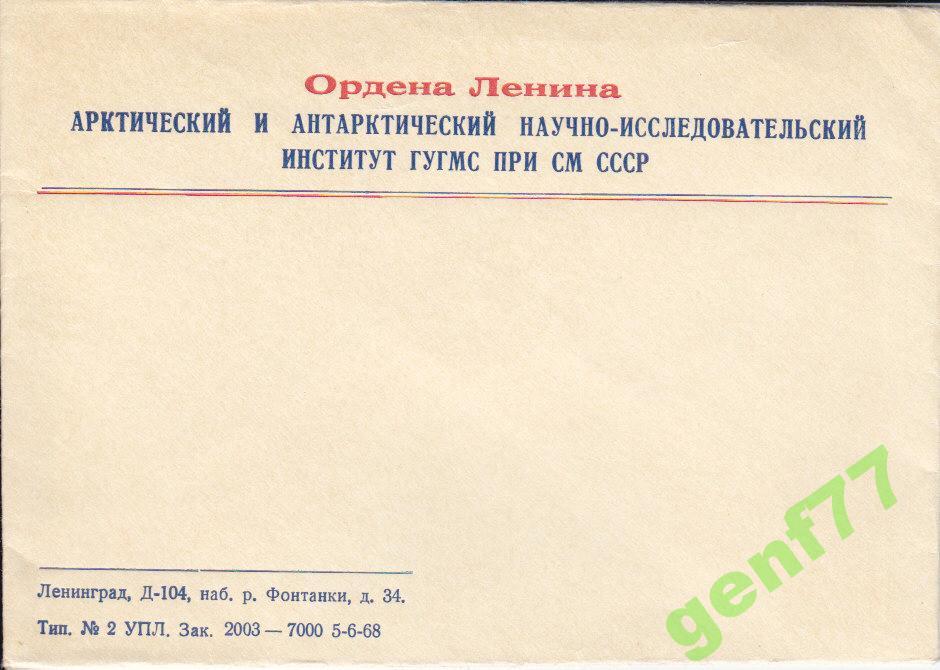 Ордена Ленина
АРКТИЧЕСКИЙ И АНТАРКТИЧЕСКИЙ НАУЧНО-ИССЛЕДОВАТЕЛЬСКИЙ
ИНСТИТУТ ГУГМС ПРИ СМ СССР
Ленинград, Д-104, наб. р. Фонтанки, д. 34.
Тип. № 2 УПЛ. Зак. 2003 — 7000 5-6-68
genf77